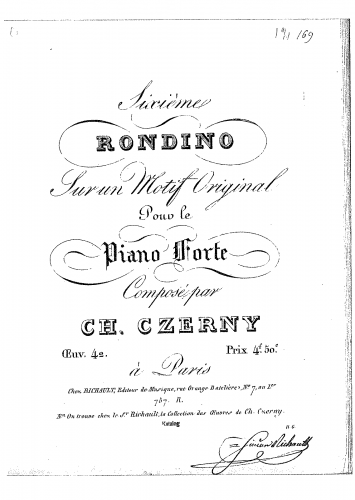 191 169
Sixième
RONDINO
Sur un Motif Original
Pour le
Piano Forte
Composé par
CH. CZERNY
Œuv. 42. Prix 4f. 50c.
à Paris
Chez RICHAULT, Editeur de Musique, rue Grange Batelière, No. 7, au 1er
787. R.
Na. On trouve chez le Sr. Richault, la Collection des Œuvres de Ch. Czerny.
Katalog